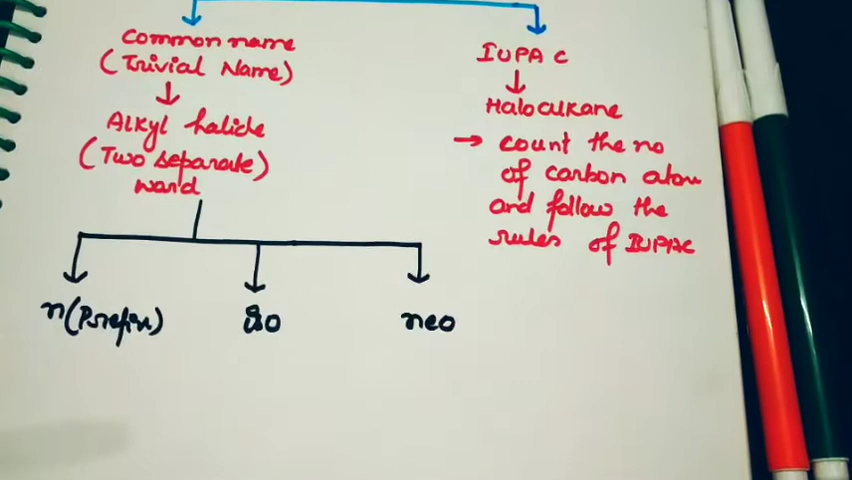 Common name
(Trivial Name)
Alkyl halide
(Two separate)
ward
n(Prefix)
iso
neo
IUPAC
Haloalkane
→ count the no
of carbon atom
and follow the
rules of IUPAC